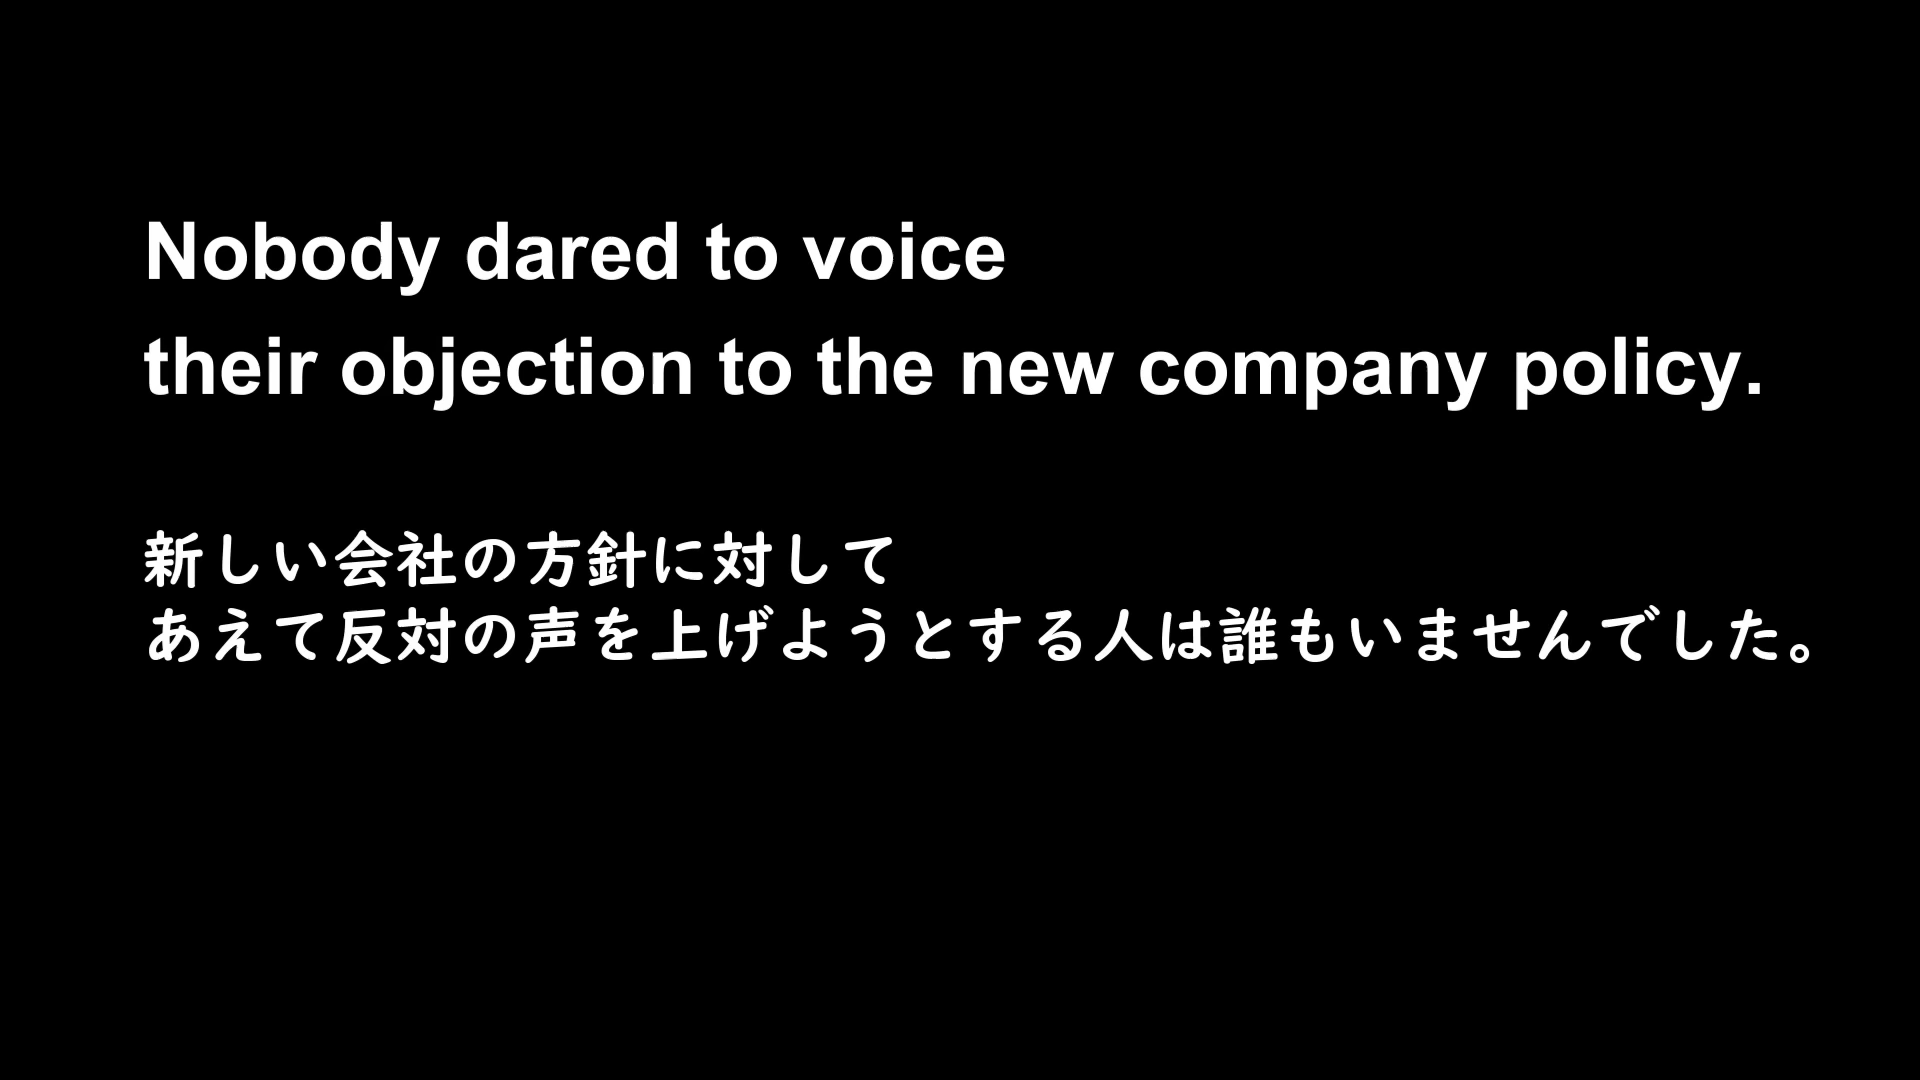 Nobody dared to voice
their objection to the new company policy.
新しい会社の方針に対して
あえて反対の声を上げようとする人は誰もいませんでした。